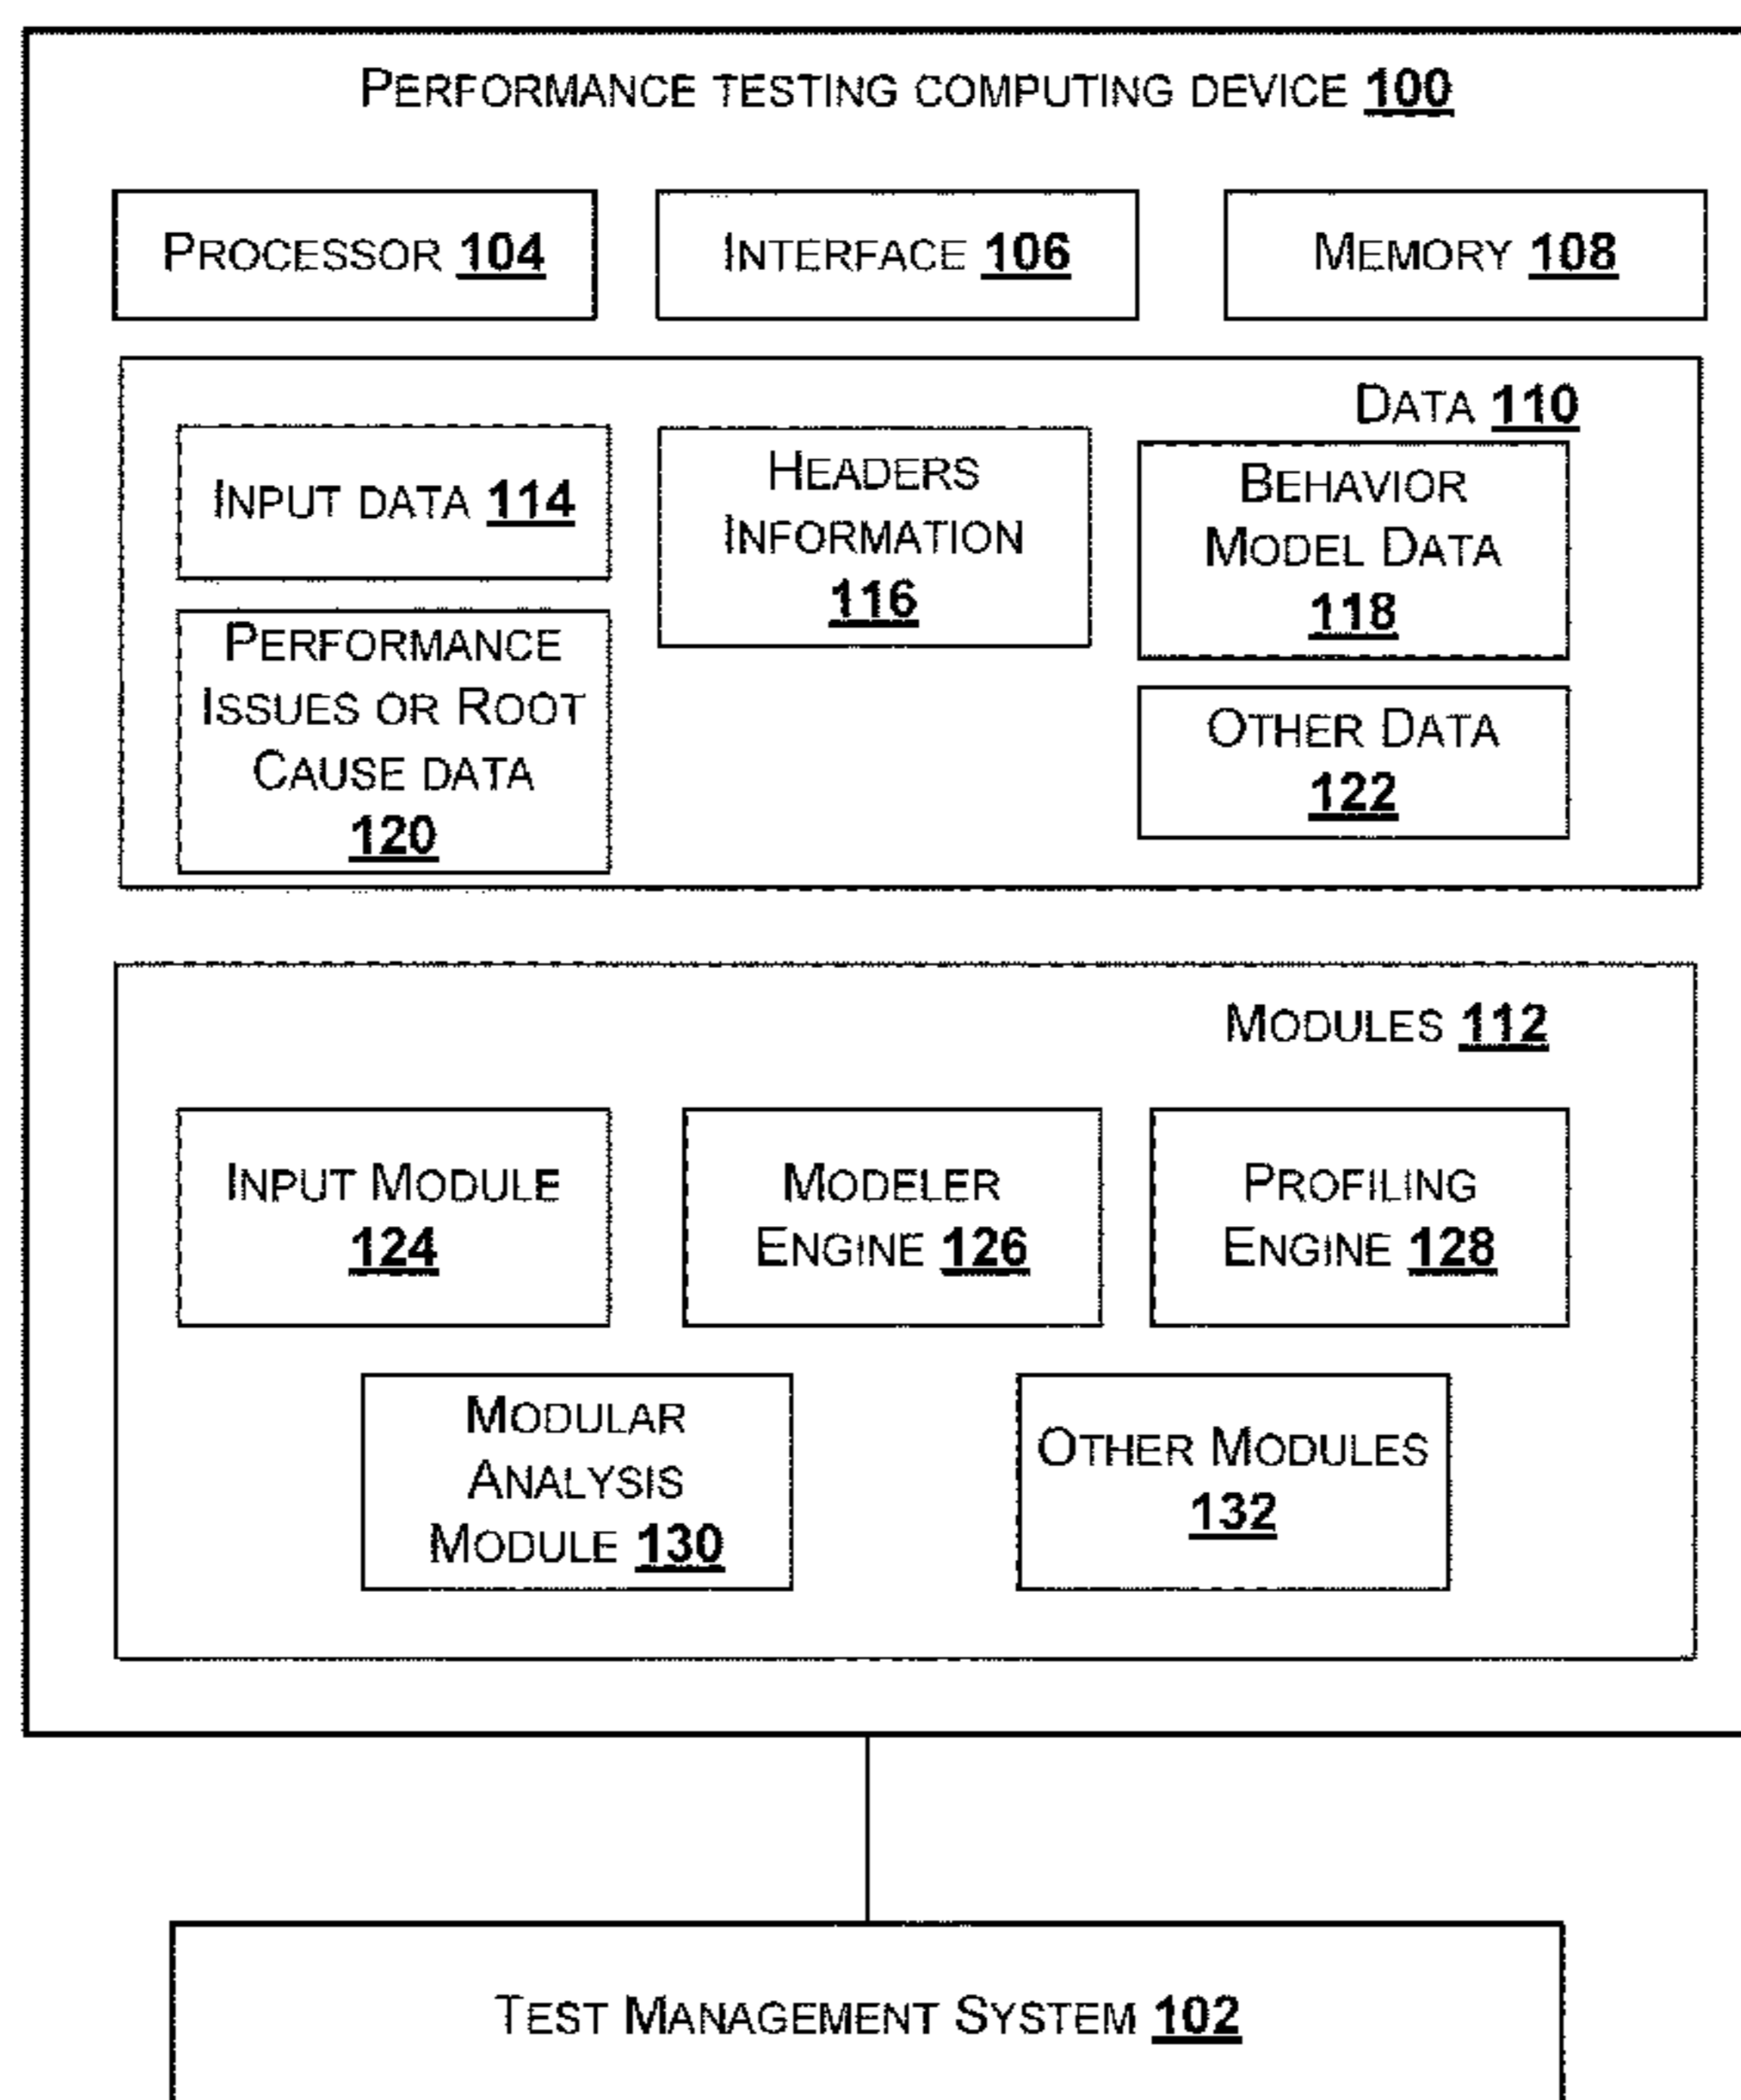 PERFORMANCE TESTING COMPUTING DEVICE 100
PROCESSOR 104
INTERFACE 106
MEMORY 108
DATA 110
INPUT DATA 114
HEADERS
INFORMATION
116
BEHAVIOR
MODEL DATA
118
PERFORMANCE
ISSUES OR ROOT
CAUSE DATA
120
OTHER DATA
122
MODULES 112
INPUT MODULE
124
MODELER
ENGINE 126
PROFILING
ENGINE 128
MODULAR
ANALYSIS
MODULE 130
OTHER MODULES
132
TEST MANAGEMENT SYSTEM 102